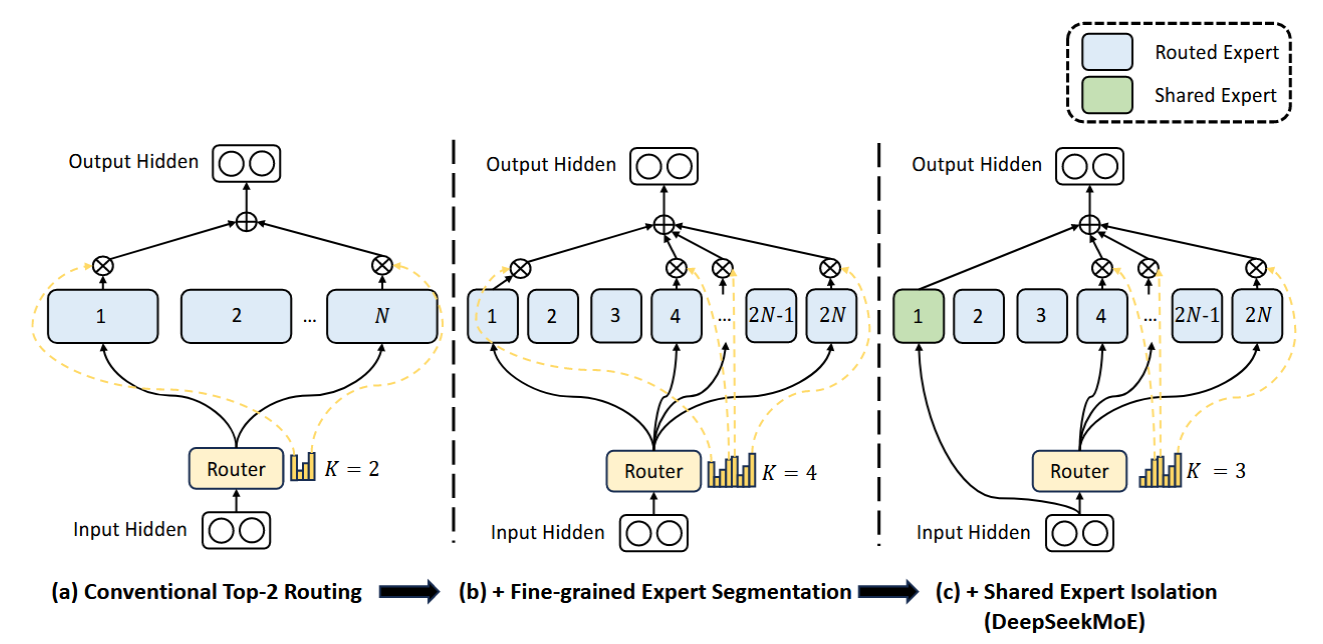 Routed Expert
Shared Expert
Output Hidden
1
2
...
N
Router
K = 2
Input Hidden
(a) Conventional Top-2 Routing
Output Hidden
1
2
3
4
...
2N-1
2N
Router
K = 4
Input Hidden
(b) + Fine-grained Expert Segmentation
Output Hidden
1
2
3
4
...
2N-1
2N
Router
K = 3
Input Hidden
(c) + Shared Expert Isolation
(DeepSeekMoE)